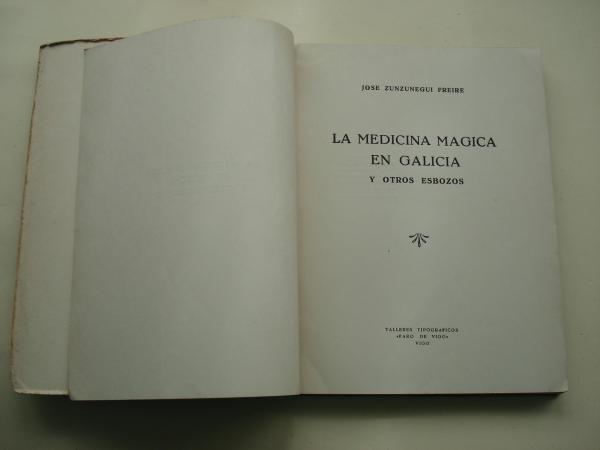 JOSE ZUNZUNEGUI FREIRE
LA MEDICINA MAGICA
EN GALICIA
Y OTROS ESBOZOS
TALLERES TIPOGRAFICOS
«FARO DE VIGO»
VIGO